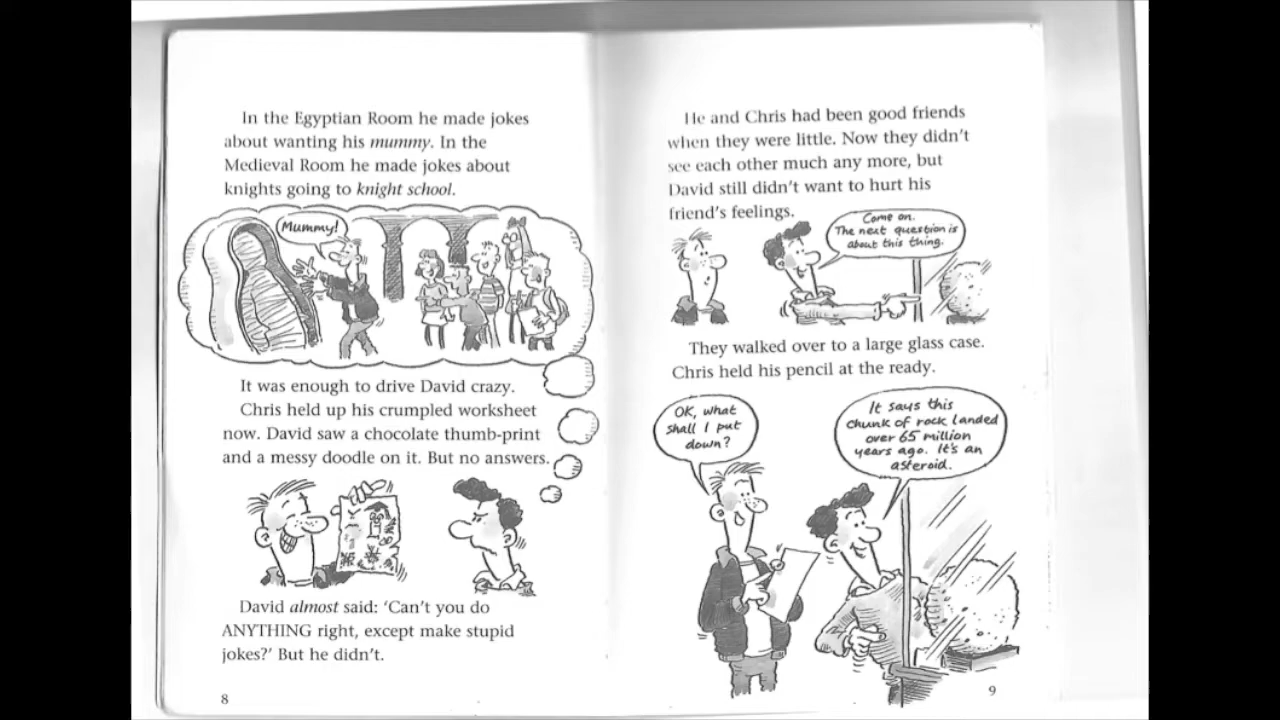 In the Egyptian Room he made jokes
about wanting his mummy. In the
Medieval Room he made jokes about
knights going to knight school.
Mummy!
It was enough to drive David crazy.
Chris held up his crumpled worksheet
now. David saw a chocolate thumb-print
and a messy doodle on it. But no answers.
David almost said: ‘Can’t you do
ANYTHING right, except make stupid
jokes?’ But he didn’t.
8
He and Chris had been good friends
when they were little. Now they didn’t
see each other much any more, but
David still didn’t want to hurt his
friend’s feelings.
Come on.
The next question is
about this thing.
They walked over to a large glass case.
Chris held his pencil at the ready.
OK, what
shall I put
down?
It says this
chunk of rock landed
over 65 million
years ago. It's an
asteroid.
9